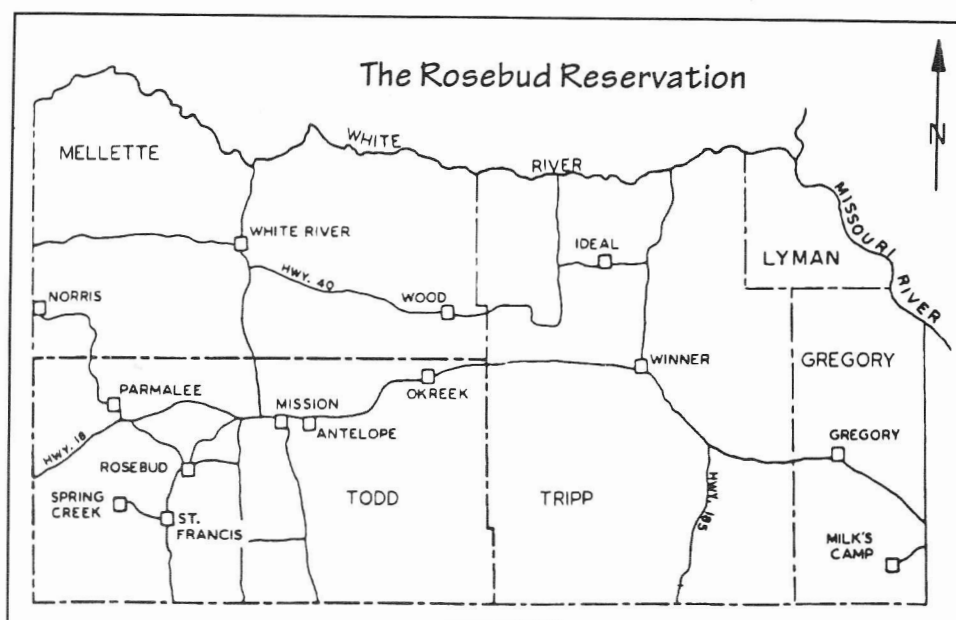 The Rosebud Reservation
N
MELLETTE
WHITE
RIVER
MISSOURI RIVER
WHITE RIVER
HWY. 40
IDEAL
LYMAN
NORRIS
WOOD
WINNER
GREGORY
PARMALEE
OKREEK
MISSION
ANTELOPE
HWY. 18
ROSEBUD
GREGORY
SPRING
CREEK
ST.
FRANCIS
TODD
TRIPP
HWY. 185
MILK'S
CAMP